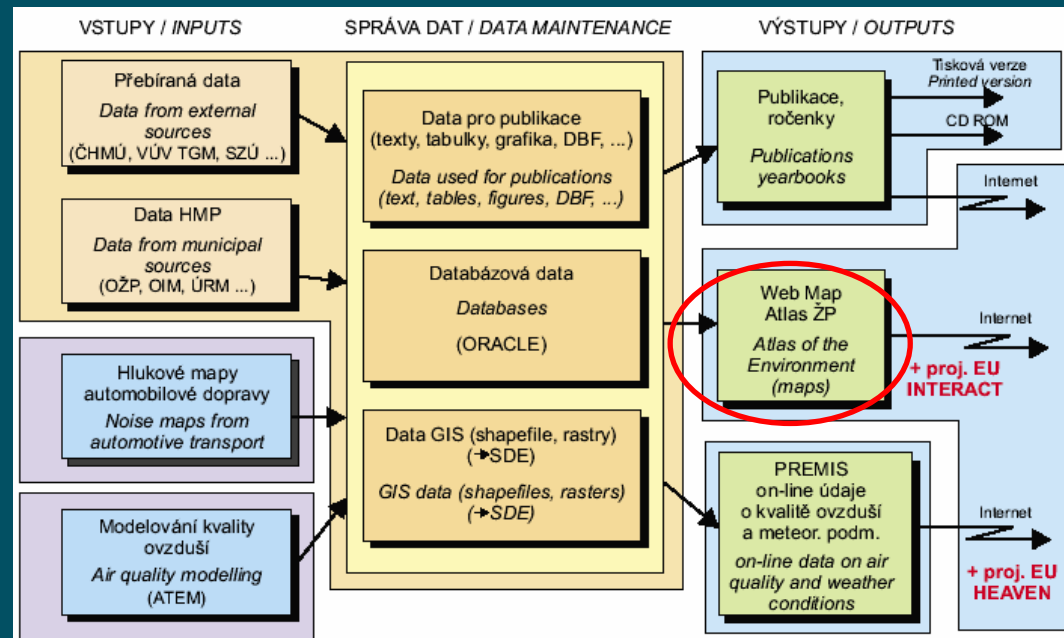 VSTUPY / INPUTS
SPRÁVA DAT / DATA MAINTENANCE
VÝSTUPY / OUTPUTS
Přebíraná data
Data from external
sources
(ČHMÚ, VÚV TGM, SZÚ ...)
Data HMP
Data from municipal
sources
(OŽP, OIM, ÚRM ...)
Hlukové mapy
automobilové dopravy
Noise maps from
automotive transport
Modelování kvality
ovzduší
Air quality modelling
(ATEM)
Data pro publikace
(texty, tabulky, grafika, DBF, ...)
Data used for publications
(text, tables, figures, DBF, ...)
Databázová data
Databases
(ORACLE)
Data GIS (shapefile, rastry)
(➔SDE)
GIS data (shapefiles, rasters)
(➔SDE)
Publikace,
ročenky
Publications
yearbooks
Tisková verze
Printed version
CD ROM
Internet
Web Map
Atlas ŽP
Atlas of the
Environment
(maps)
Internet
+ proj. EU
INTERACT
PREMIS
on-line údaje
o kvalitě ovzduší
a meteor. podm.
on-line data on air
quality and weather
conditions
Internet
+ proj. EU
HEAVEN